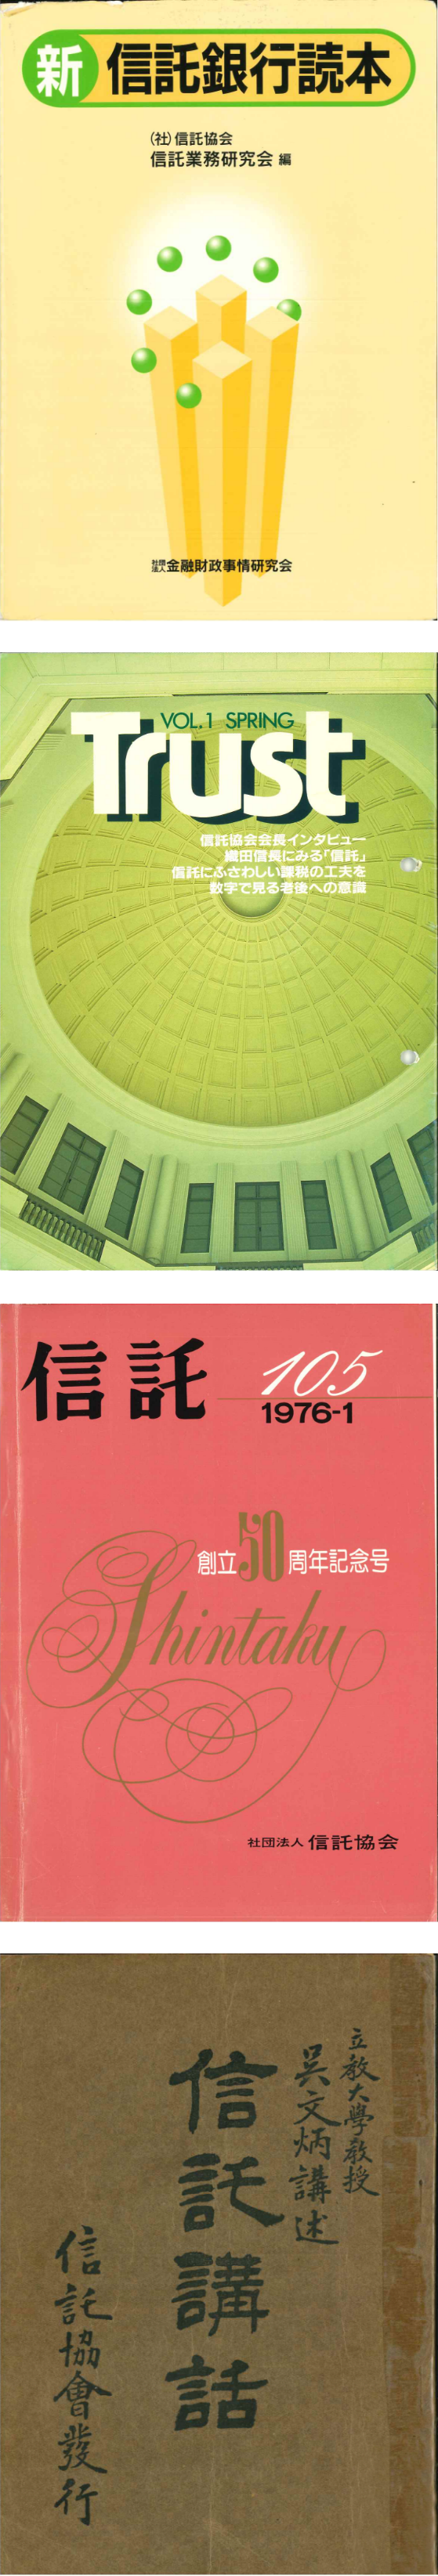 新 信託銀行読本
(社)信託協会
信託業務研究会 編
社団法人 金融財政事情研究会
VOL.1 SPRING
Trust
信託協会会長インタビュー
織田信長にみる「信託」
信託にふさわしい課税の工夫を
数字で見る老後への意識
信託 105
1976-1
創立50周年記念号
Shintaku
社団法人 信託協会
立教大學教授
呉文炳講述
信託講話
信託協會發行